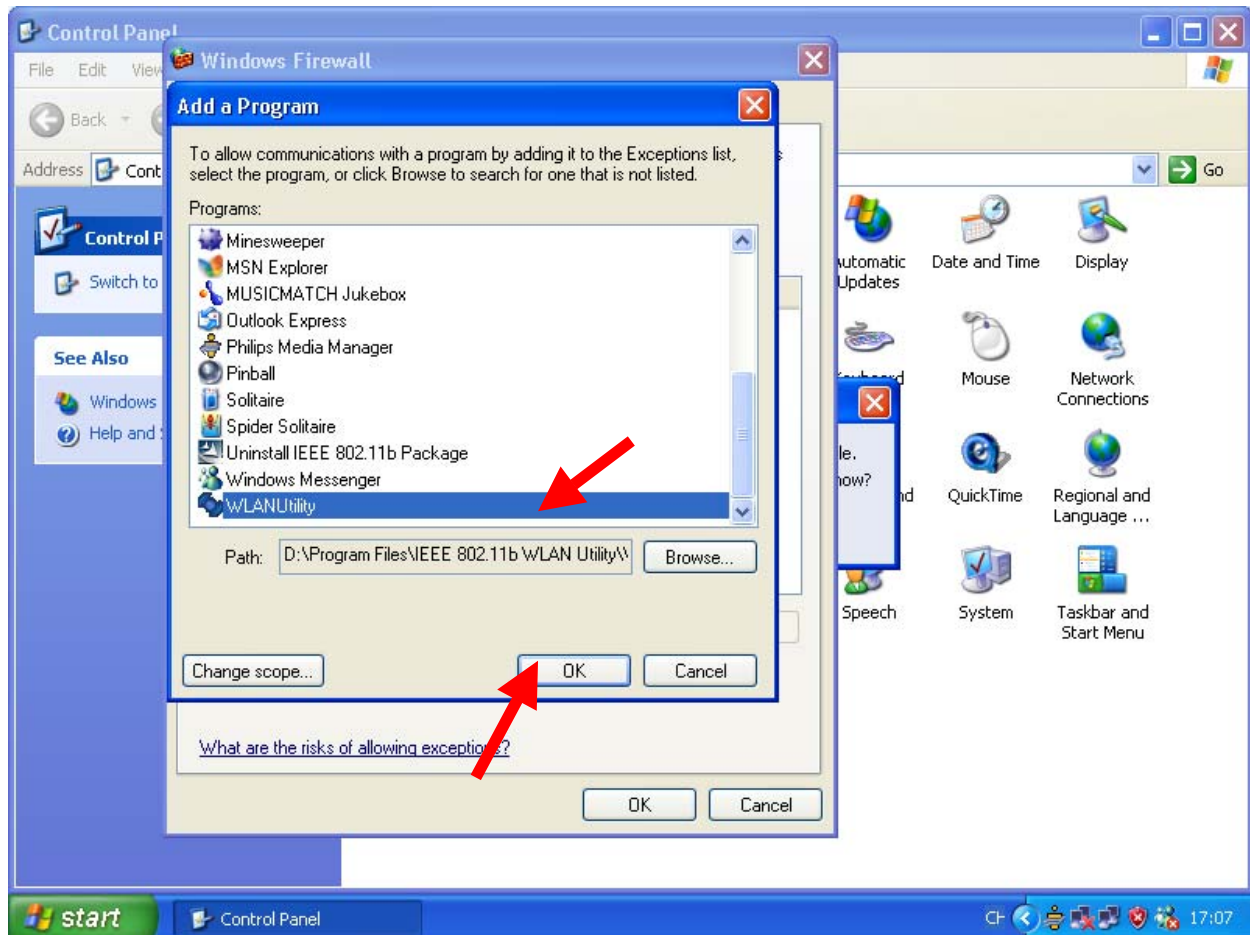 Control Panel
File Edit View
Windows Firewall
Back
Add a Program
Address Cont
Go
To allow communications with a program by adding it to the Exceptions list,
select the program, or click Browse to search for one that is not listed.
Programs:
Minesweeper
MSN Explorer
MUSICMATCH Jukebox
Outlook Express
Philips Media Manager
Pinball
Solitaire
Spider Solitaire
Uninstall IEEE 802.11b Package
Windows Messenger
WLANUtility
Path: D:\Program Files\IEEE 802.11b WLAN Utility\
Browse...
Change scope...
OK
Cancel
What are the risks of allowing exceptions?
OK
Cancel
Control P
Switch to
See Also
Windows
Help and
utomatic
Updates
Date and Time
Display
Mouse
Network
Connections
le.
now?
nd
QuickTime
Regional and
Language ...
Speech
System
Taskbar and
Start Menu
start
Control Panel
CH
17:07